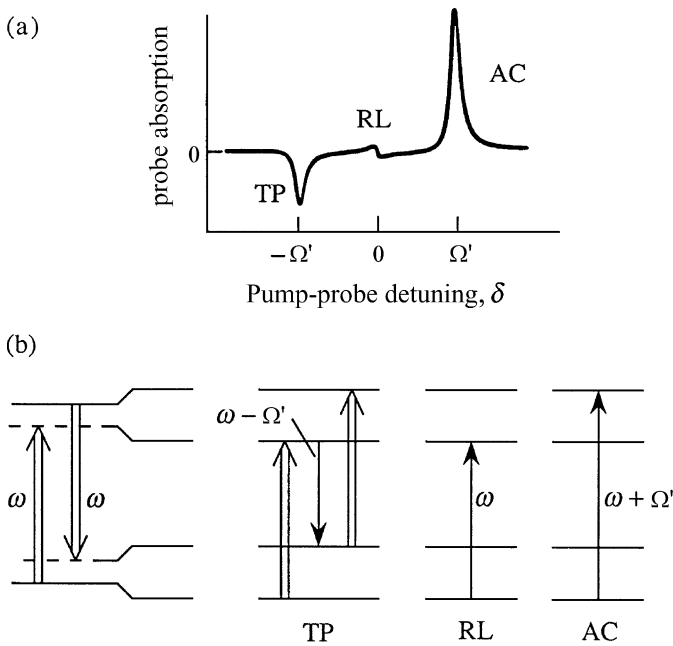 (a)
probe absorption
AC
RL
0
TP
−Ω' 0 Ω'
Pump-probe detuning, δ
(b)
ω − Ω'
ω ω ω ω + Ω'
TP RL AC